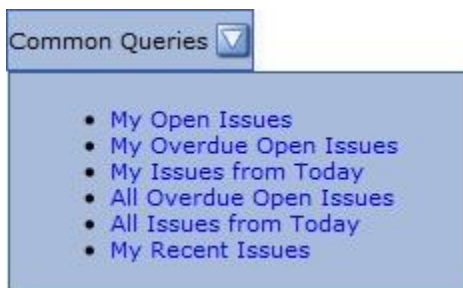 Common Queries
My Open Issues
My Overdue Open Issues
My Issues from Today
All Overdue Open Issues
All Issues from Today
My Recent Issues